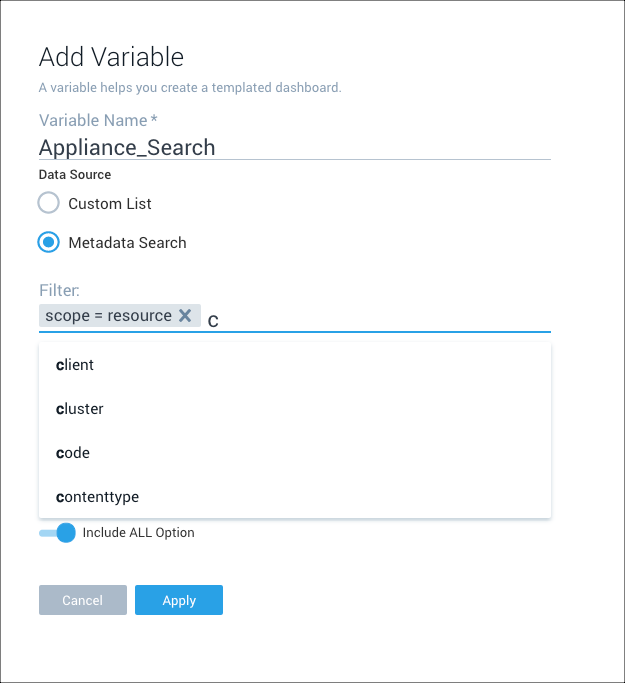 Add Variable
A variable helps you create a templated dashboard.
Variable Name *
Appliance_Search
Data Source
Custom List
Metadata Search
Filter:
scope = resource c
client
cluster
code
contenttype
Include ALL Option
Cancel Apply